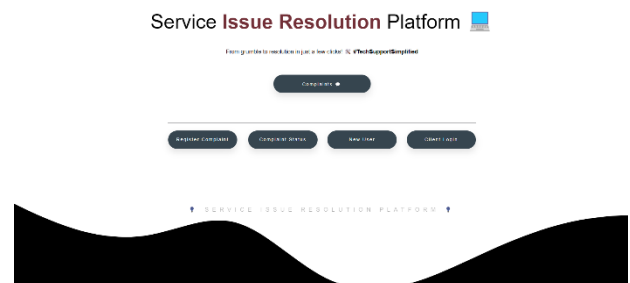 Service Issue Resolution Platform
From grumble to resolution in just a few clicks! #TechSupportSimplified
Complaints
Register Complaint Complaint Status New User Client Login
SERVICE ISSUE RESOLUTION PLATFORM